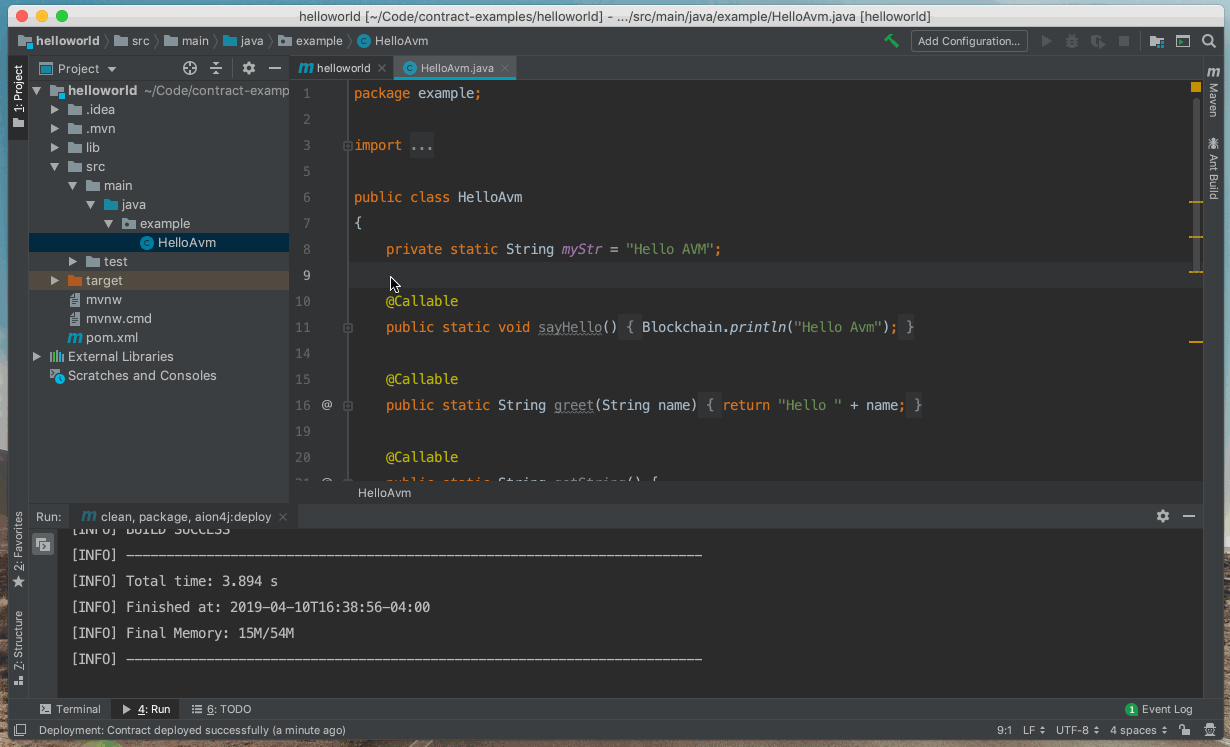 helloworld [~/Code/contract-examples/helloworld] - .../src/main/java/example/HelloAvm.java [helloworld]
helloworld src main java example HelloAvm Add Configuration...
Project
helloworld HelloAvm.java
1: Project
helloworld ~/Code/contract-examp
.idea
.mvn
lib
src
main
java
example
HelloAvm
test
target
mvnw
mvnw.cmd
pom.xml
External Libraries
Scratches and Consoles
1 package example;
2
3 import ...
5
6 public class HelloAvm
7 {
8 private static String myStr = "Hello AVM";
9
10 @Callable
11 public static void sayHello() { Blockchain.println("Hello Avm"); }
14
15 @Callable
16 @ public static String greet(String name) { return "Hello " + name; }
19
20 @Callable
21 @ public static String getString() {
HelloAvm
Maven
Ant Build
Run: clean, package, aion4j:deploy
[INFO] BUILD SUCCESS
[INFO] ------------------------------------------------------------------------
[INFO] Total time: 3.894 s
[INFO] Finished at: 2019-04-10T16:38:56-04:00
[INFO] Final Memory: 15M/54M
[INFO] ------------------------------------------------------------------------
2: Favorites
7: Structure
Terminal 4: Run 6: TODO 1 Event Log
Deployment: Contract deployed successfully (a minute ago) 9:1 LF UTF-8 4 spaces